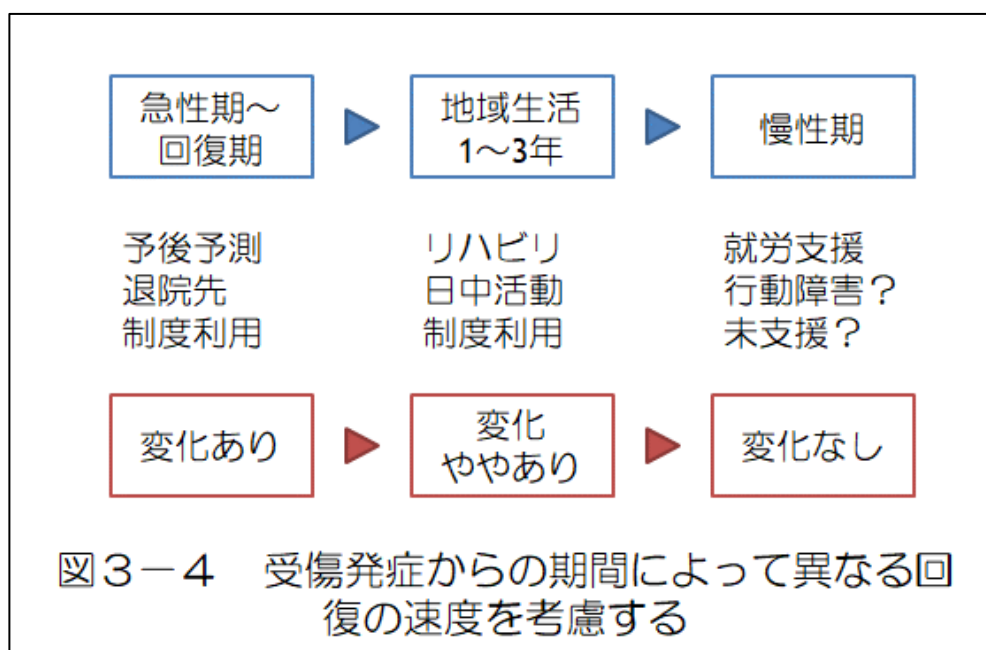 急性期～
回復期
地域生活
1～3年
慢性期
予後予測
退院先
制度利用
リハビリ
日中活動
制度利用
就労支援
行動障害？
未支援？
変化あり
変化
ややあり
変化なし
図３－４　受傷発症からの期間によって異なる回
復の速度を考慮する